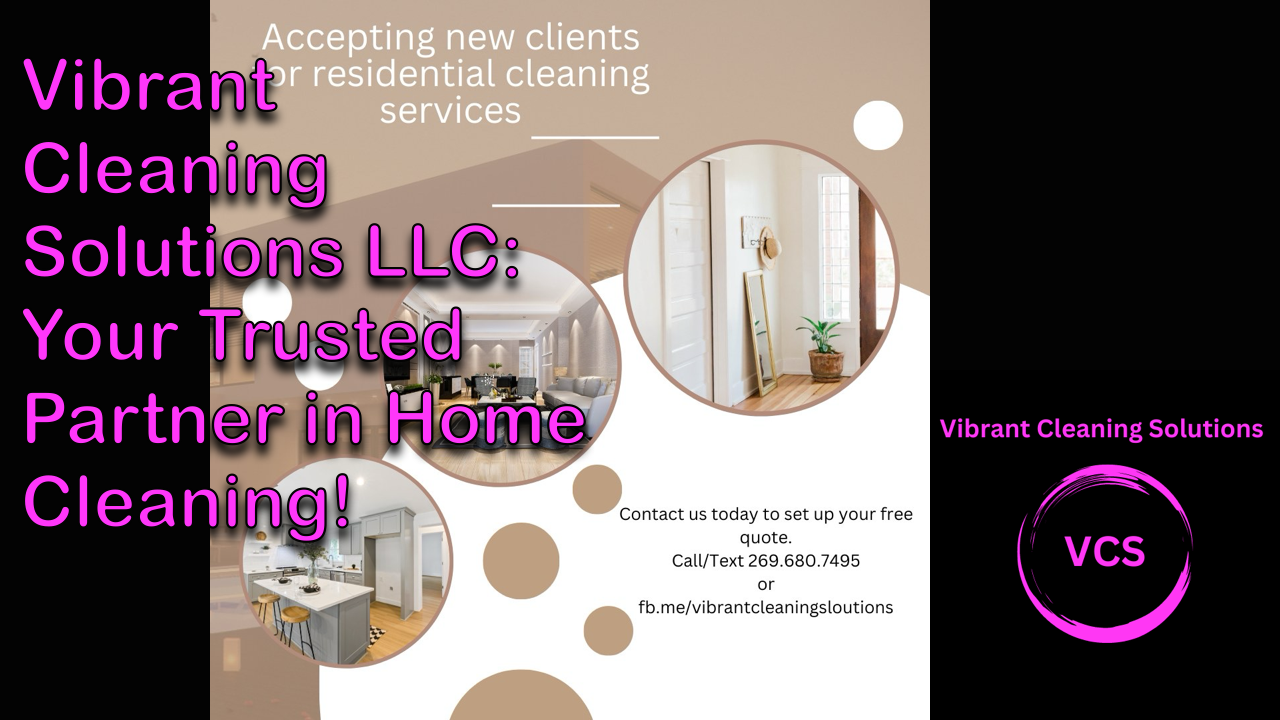 Accepting new clients
for residential cleaning
services
Vibrant
Cleaning
Solutions LLC:
Your Trusted
Partner in Home
Cleaning!
Contact us today to set up your free
quote.
Call/Text 269.680.7495
or
fb.me/vibrantcleaningsloutions
Vibrant Cleaning Solutions
VCS